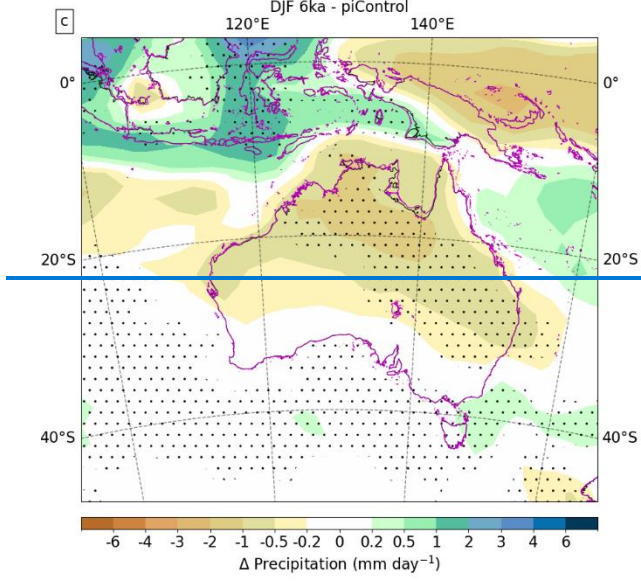 DJF 6ka - piControl
c
120°E 140°E
0° 0°
20°S 20°S
40°S 40°S
-6 -4 -3 -2 -1 -0.5 -0.2 0 0.2 0.5 1 2 3 4 6
Δ Precipitation (mm day⁻¹)